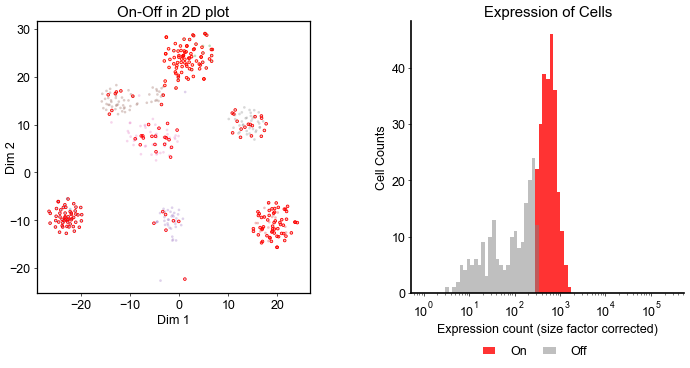 On-Off in 2D plot
30
20
10
0
−10
−20
Dim 2
−20 −10 0 10 20
Dim 1
Expression of Cells
40
30
20
10
0
Cell Counts
10^0 10^1 10^2 10^3 10^4 10^5
Expression count (size factor corrected)
On Off